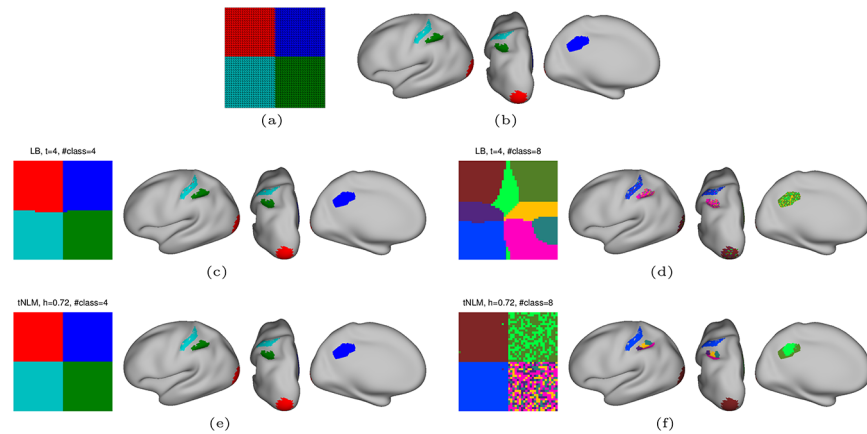 (a)
(b)
LB, t=4, #class=4
LB, t=4, #class=8
(c)
(d)
tNLM, h=0.72, #class=4
tNLM, h=0.72, #class=8
(e)
(f)